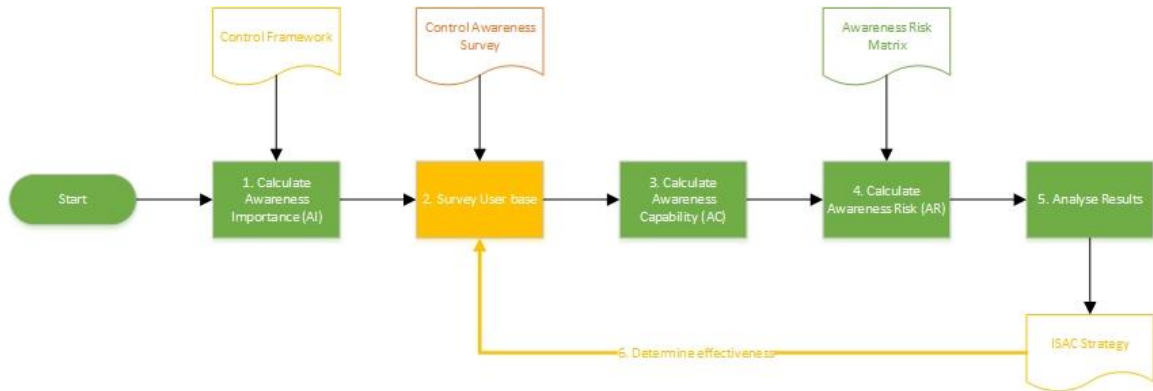 Control Framework
Control Awareness
Survey
Awareness Risk
Matrix
Start
1. Calculate
Awareness
Importance (AI)
2. Survey User base
3. Calculate
Awareness
Capability (AC)
4. Calculate
Awareness Risk (AR)
5. Analyse Results
6. Determine effectiveness
ISAC Strategy